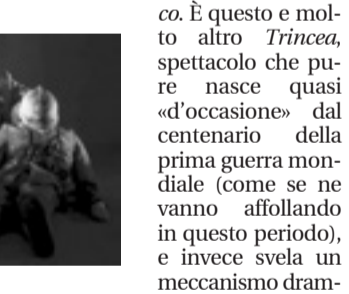 co. È questo e mol-
to altro Trincea,
spettacolo che pu-
re nasce quasi
«d’occasione» dal
centenario della
prima guerra mon-
diale (come se ne
vanno affollando
in questo periodo),
e invece svela un
meccanismo dram-